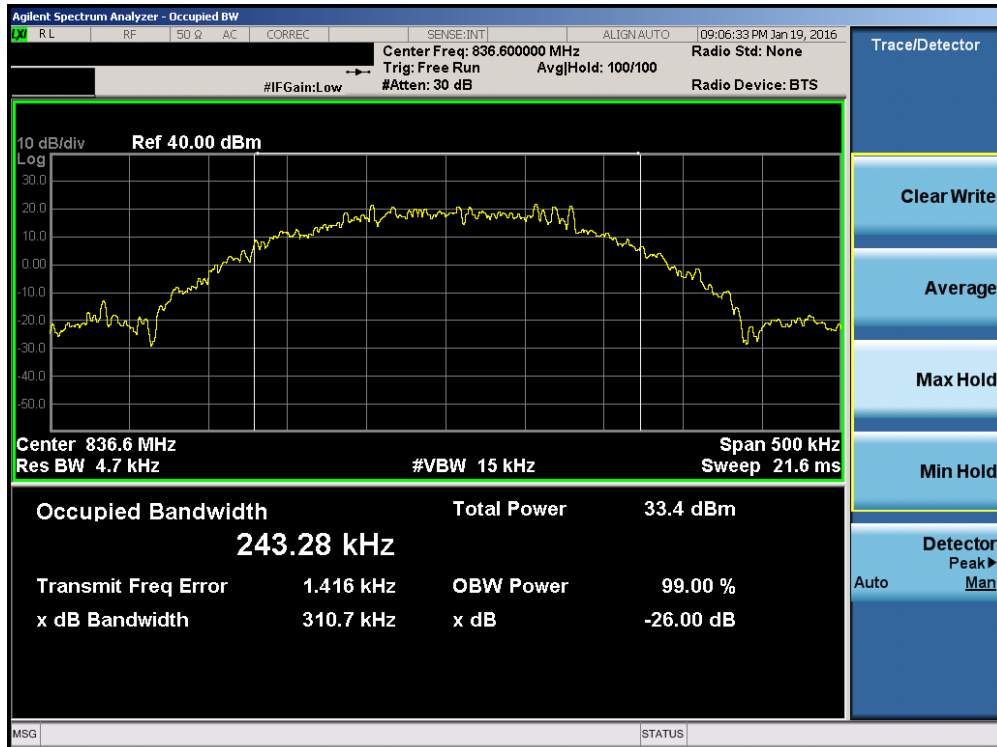 Agilent Spectrum Analyzer - Occupied BW
LXI RL RF 50 Ω AC CORREC SENSE:INT ALIGN AUTO 09:06:33 PM Jan 19, 2016
Center Freq: 836.600000 MHz Radio Std: None
Trig: Free Run Avg|Hold: 100/100
#IFGain:Low #Atten: 30 dB Radio Device: BTS
10 dB/div Ref 40.00 dBm
Log
30.0
20.0
10.0
0.00
-10.0
-20.0
-30.0
-40.0
-50.0
Center 836.6 MHz Span 500 kHz
Res BW 4.7 kHz #VBW 15 kHz Sweep 21.6 ms
Occupied Bandwidth Total Power 33.4 dBm
243.28 kHz
Transmit Freq Error 1.416 kHz OBW Power 99.00 %
x dB Bandwidth 310.7 kHz x dB -26.00 dB
MSG STATUS
Trace/Detector
Clear Write
Average
Max Hold
Min Hold
Detector
Peak▶
Auto Man